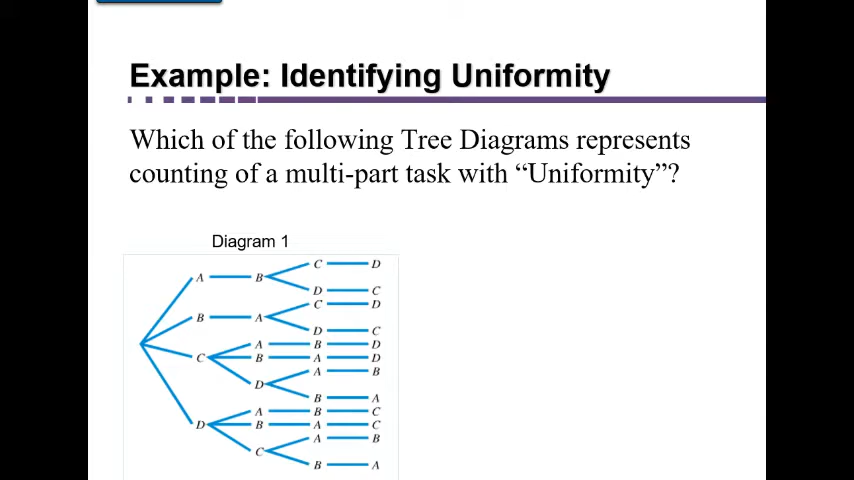 Example: Identifying Uniformity
Which of the following Tree Diagrams represents
counting of a multi-part task with “Uniformity”?
Diagram 1
C D
A B
D C
C D
B A
D C
A B D
C B A D
A B
D
B A
A B C
D B A C
A B
C
B A